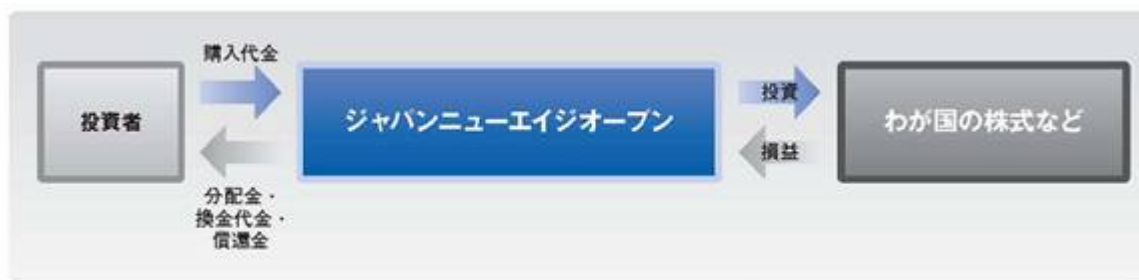 購入代金
投資者
ジャパンニューエイジオープン
投資
わが国の株式など
損益
分配金・
換金代金・
償還金